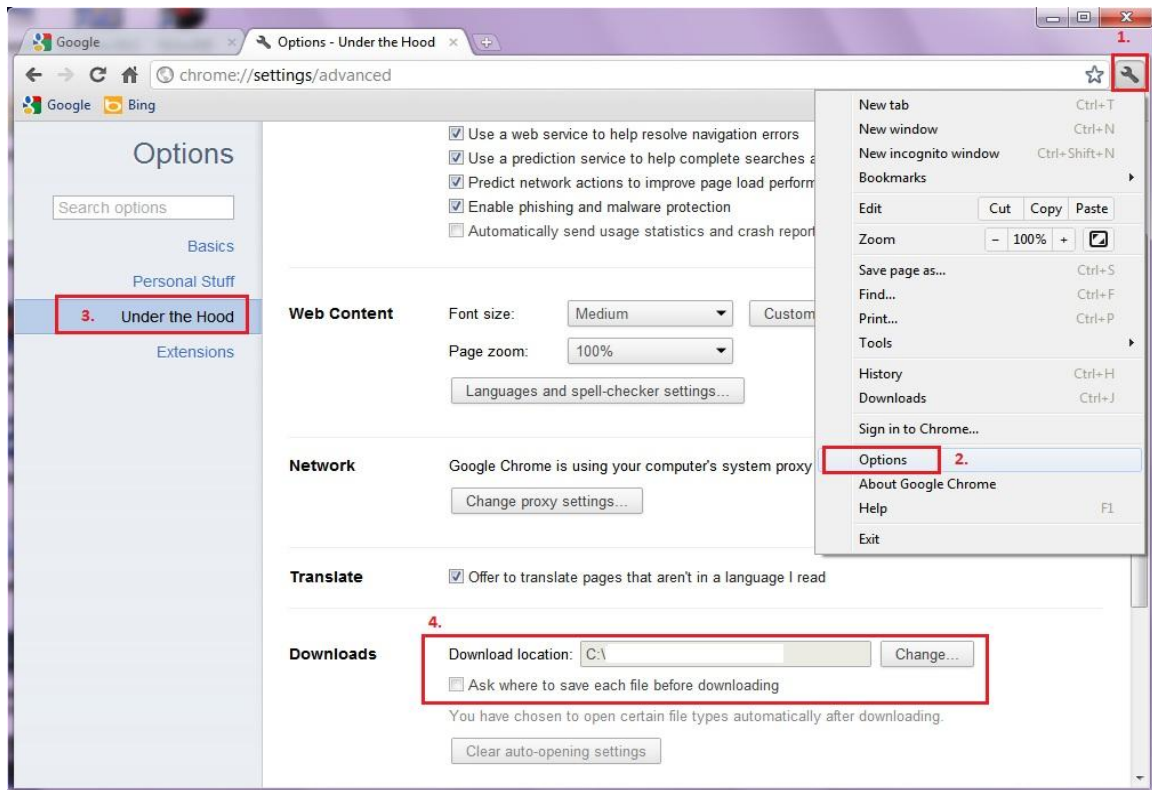 Google
Options - Under the Hood
1.
chrome://settings/advanced
Google Bing
Options
Search options
Basics
Personal Stuff
3. Under the Hood
Extensions
Use a web service to help resolve navigation errors
Use a prediction service to help complete searches a
Predict network actions to improve page load perform
Enable phishing and malware protection
Automatically send usage statistics and crash report
Web Content
Font size: Medium Custom
Page zoom: 100%
Languages and spell-checker settings...
Network
Google Chrome is using your computer's system proxy
Change proxy settings...
Translate
Offer to translate pages that aren't in a language I read
4.
Downloads
Download location: C:\ Change...
Ask where to save each file before downloading
You have chosen to open certain file types automatically after downloading.
Clear auto-opening settings
New tab Ctrl+T
New window Ctrl+N
New incognito window Ctrl+Shift+N
Bookmarks
Edit Cut Copy Paste
Zoom - 100% +
Save page as... Ctrl+S
Find... Ctrl+F
Print... Ctrl+P
Tools
History Ctrl+H
Downloads Ctrl+J
Sign in to Chrome...
Options 2.
About Google Chrome
Help F1
Exit